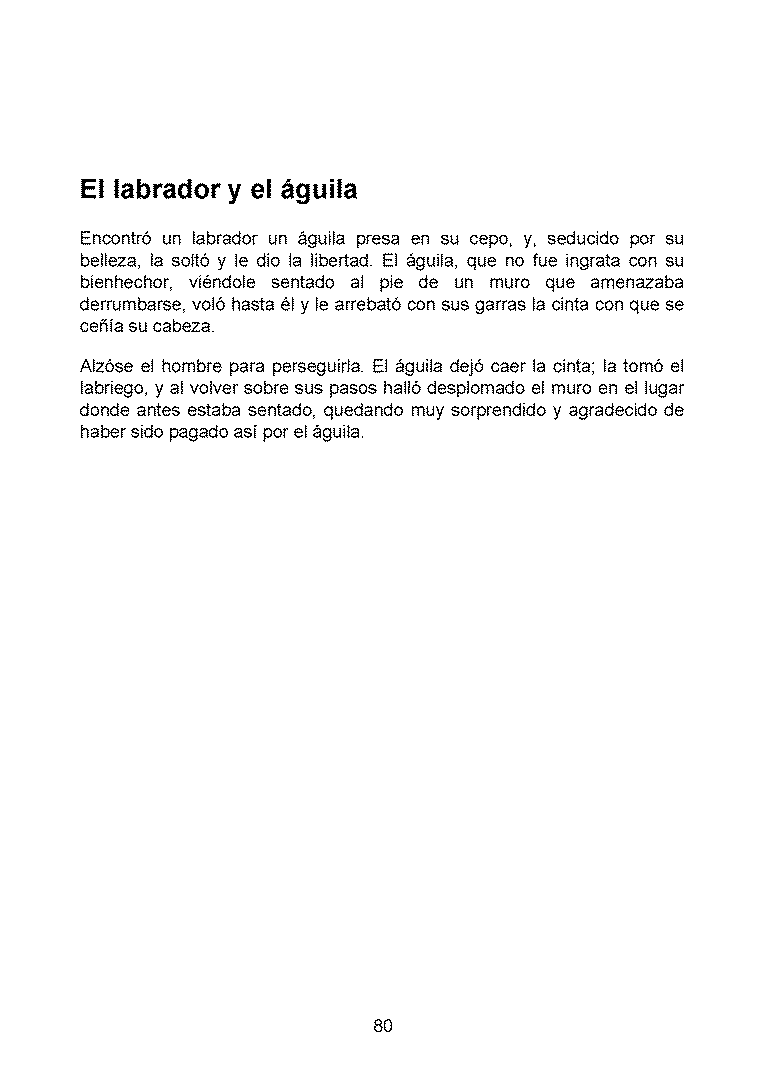 El labrador y el águila
Encontró un labrador un águila presa en su cepo, y, seducido por su
belleza, la soltó y le dio la libertad. El águila, que no fue ingrata con su
bienhechor, viéndole sentado al pie de un muro que amenazaba
derrumbarse, voló hasta él y le arrebató con sus garras la cinta con que se
ceñía su cabeza.
Alzóse el hombre para perseguirla. El águila dejó caer la cinta; la tomó el
labriego, y al volver sobre sus pasos halló desplomado el muro en el lugar
donde antes estaba sentado, quedando muy sorprendido y agradecido de
haber sido pagado así por el águila.
80